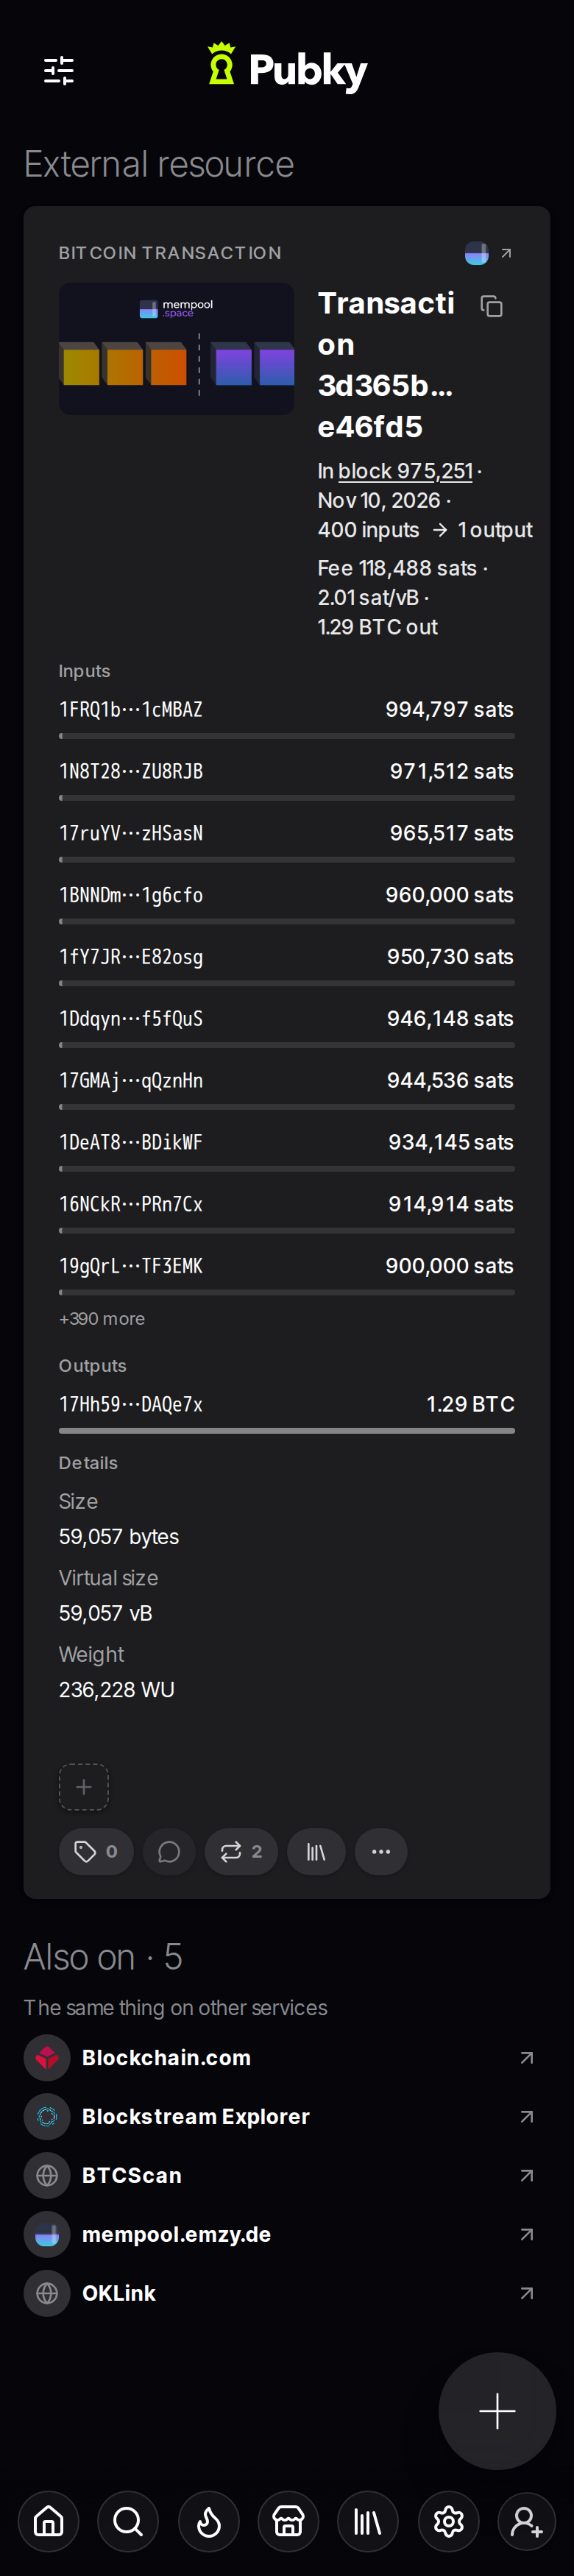 Pubky
External resource
BITCOIN TRANSACTION
mempool
.space
Transacti
on
3d365b...
e46fd5
In block 975,251 ·
Nov 10, 2026 ·
400 inputs → 1 output
Fee 118,488 sats ·
2.01 sat/vB ·
1.29 BTC out
Inputs
1FRQ1b···1cMBAZ 994,797 sats
1N8T28···ZU8RJB 971,512 sats
17ruYV···zHSasN 965,517 sats
1BNNDm···1g6cfo 960,000 sats
1fY7JR···E82osg 950,730 sats
1Ddqyn···f5fQuS 946,148 sats
17GMAj···qQznHn 944,536 sats
1DeAT8···BDikWF 934,145 sats
16NCkR···PRn7Cx 914,914 sats
19gQrL···TF3EMK 900,000 sats
+390 more
Outputs
17Hh59···DAQe7x 1.29 BTC
Details
Size
59,057 bytes
Virtual size
59,057 vB
Weight
236,228 WU
0 2
Also on · 5
The same thing on other services
Blockchain.com
Blockstream Explorer
BTCScan
mempool.emzy.de
OKLink